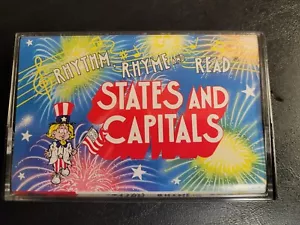 RHYTHM RHYME AND READ
STATES AND
CAPITALS